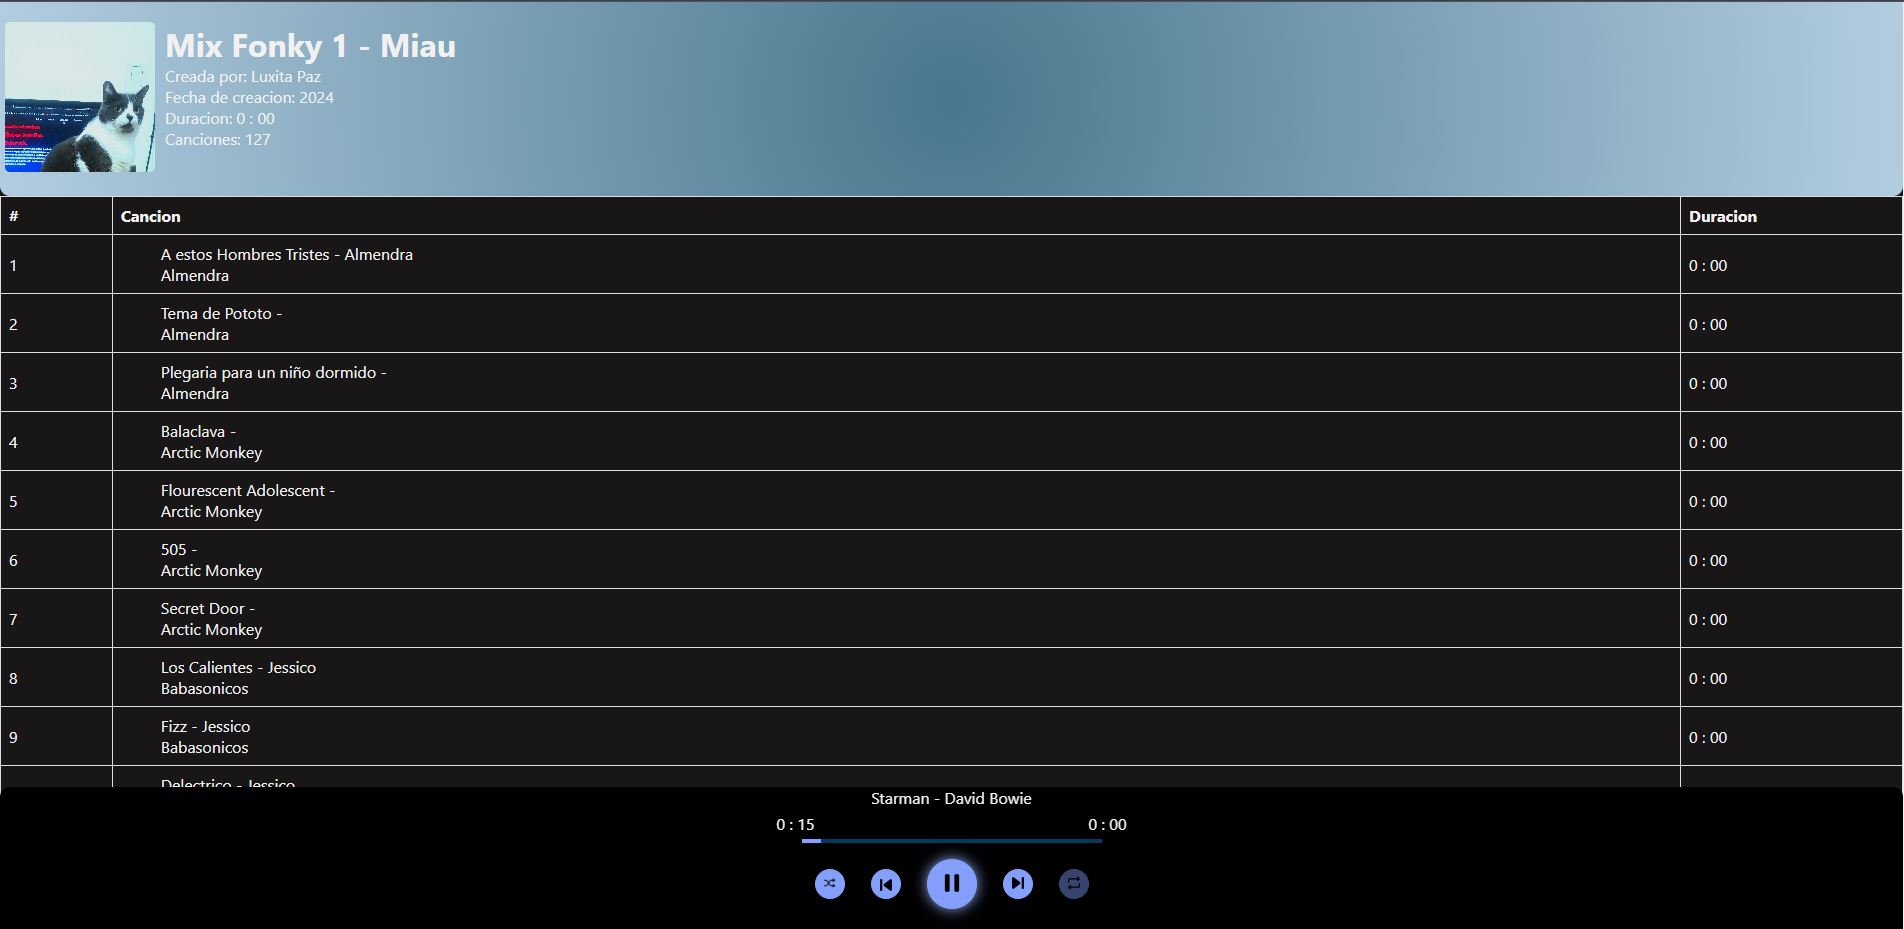 Mix Fonky 1 - Miau
Creada por: Luxita Paz
Fecha de creacion: 2024
Duracion: 0 : 00
Canciones: 127
# Cancion Duracion
1 A estos Hombres Tristes - Almendra 0 : 00
Almendra
2 Tema de Pototo - 0 : 00
Almendra
3 Plegaria para un niño dormido - 0 : 00
Almendra
4 Balaclava - 0 : 00
Arctic Monkey
5 Flourescent Adolescent - 0 : 00
Arctic Monkey
6 505 - 0 : 00
Arctic Monkey
7 Secret Door - 0 : 00
Arctic Monkey
8 Los Calientes - Jessico 0 : 00
Babasonicos
9 Fizz - Jessico 0 : 00
Babasonicos
Delectrico - Jessico
Starman - David Bowie
0 : 15 0 : 00